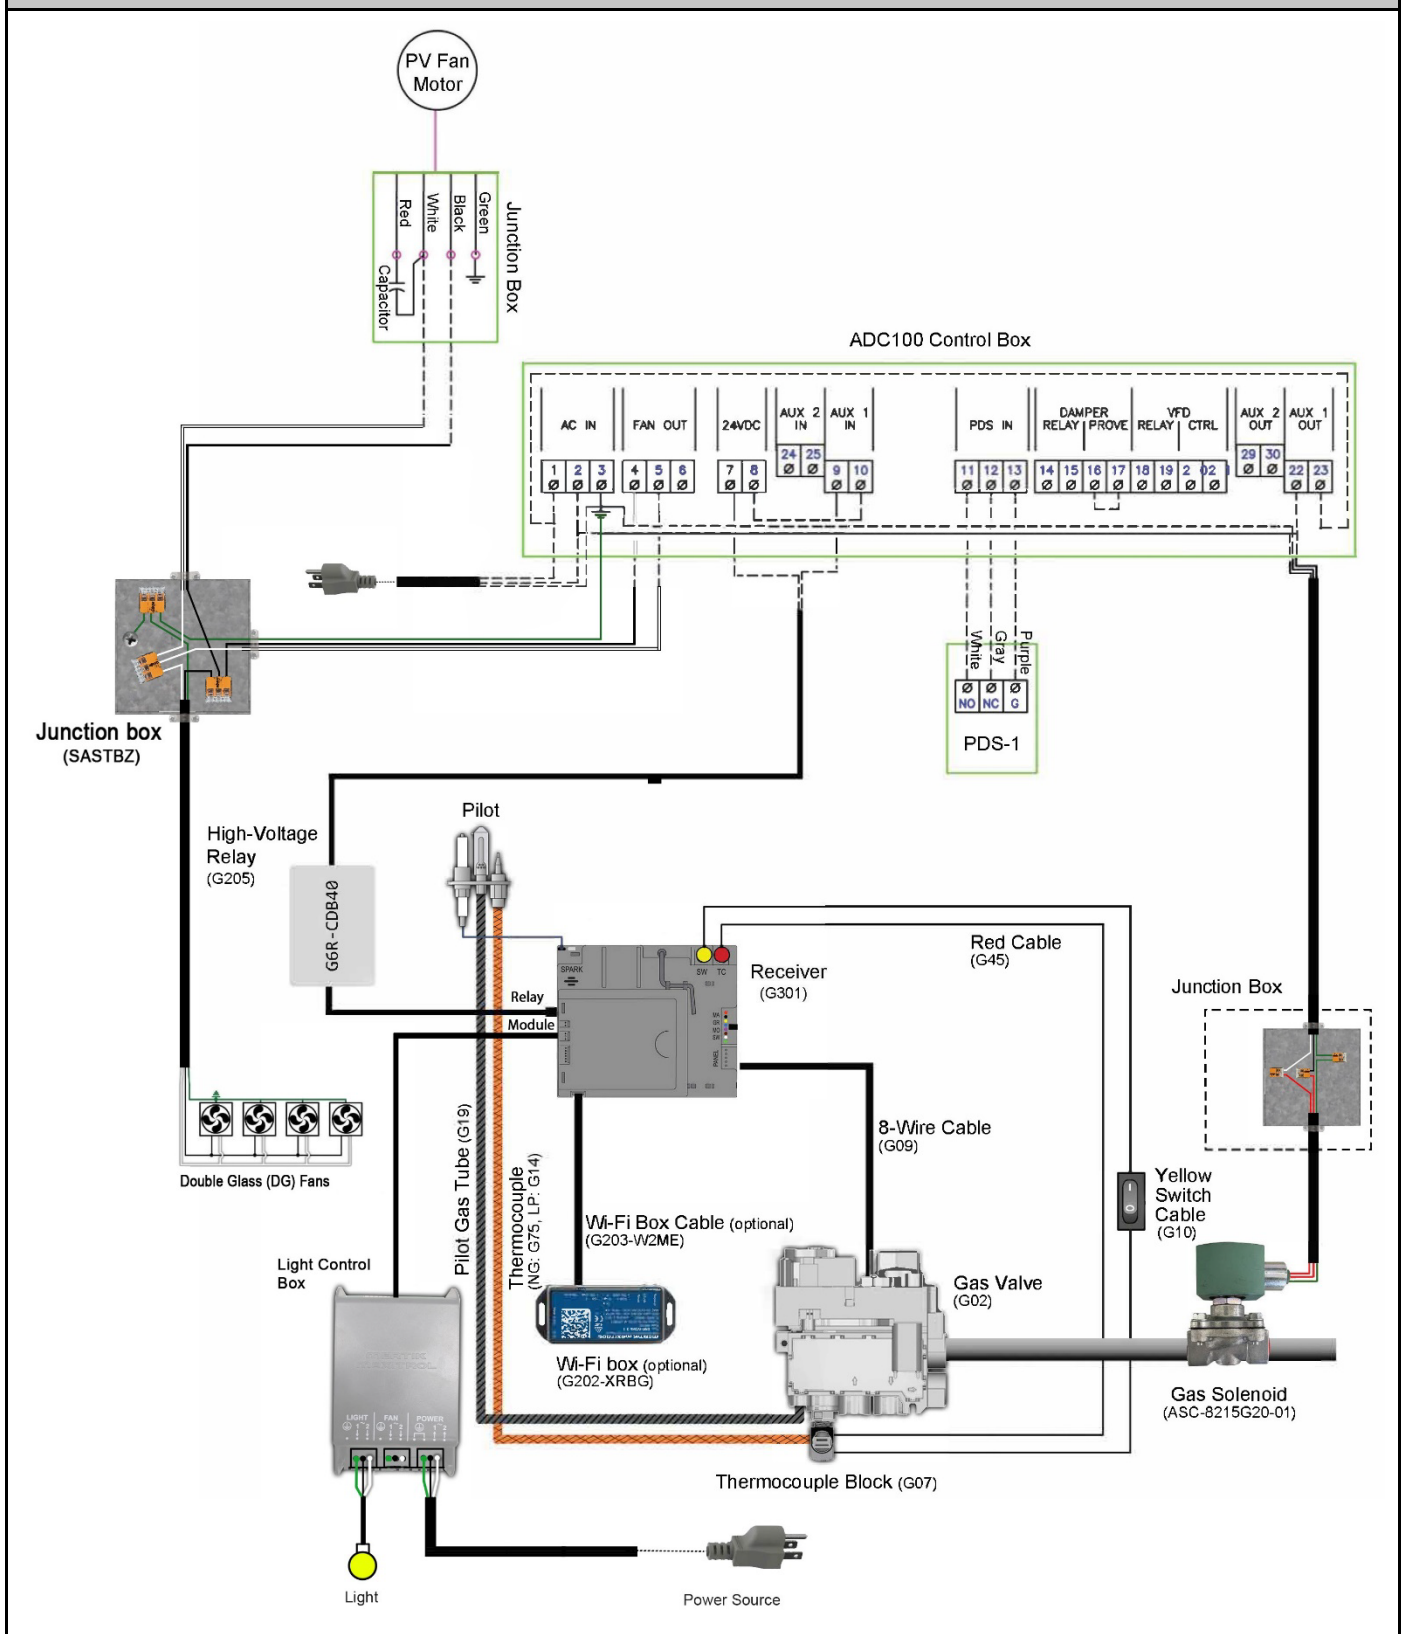 PV Fan
Motor
Red
White
Black
Green
Capacitor
Junction Box
ADC100 Control Box
AC IN
FAN OUT
24VDC
AUX 2
IN
AUX 1
IN
PDS IN
DAMPER
RELAY PROVE
VFD
RELAY CTRL
AUX 2
OUT
AUX 1
OUT
1 2 3
4 5 6
7 8
24 25
9 10
11 12 13
14 15 16 17 18 19 2 02
29 30
22 23
White
Gray
Purple
NO NC G
PDS-1
Junction box
(SASTBZ)
High-Voltage
Relay
(G205)
G6R-CDB40
Pilot
SPARK
SW TC
Receiver
(G301)
Relay
Module
PANEL
Red Cable
(G45)
Junction Box
8-Wire Cable
(G09)
Pilot Gas Tube (G19)
Thermocouple
(NG: G75, LP: G14)
Double Glass (DG) Fans
Yellow
Switch
Cable
(G10)
Wi-Fi Box Cable (optional)
(G203-W2ME)
Light Control
Box
Gas Valve
(G02)
Wi-Fi box (optional)
(G202-XRBG)
Gas Solenoid
(ASC-8215G20-01)
LIGHT FAN POWER
Thermocouple Block (G07)
Light
Power Source